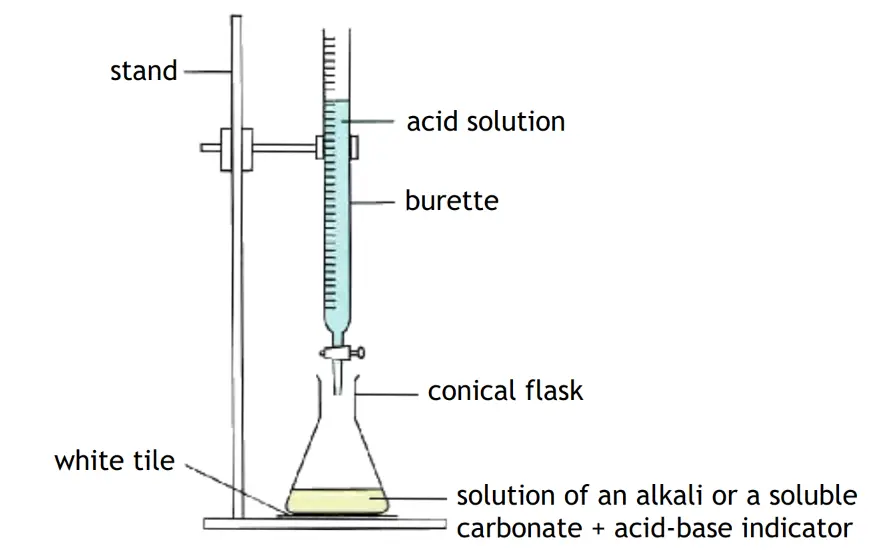 stand
acid solution
burette
conical flask
white tile
solution of an alkali or a soluble
carbonate + acid-base indicator